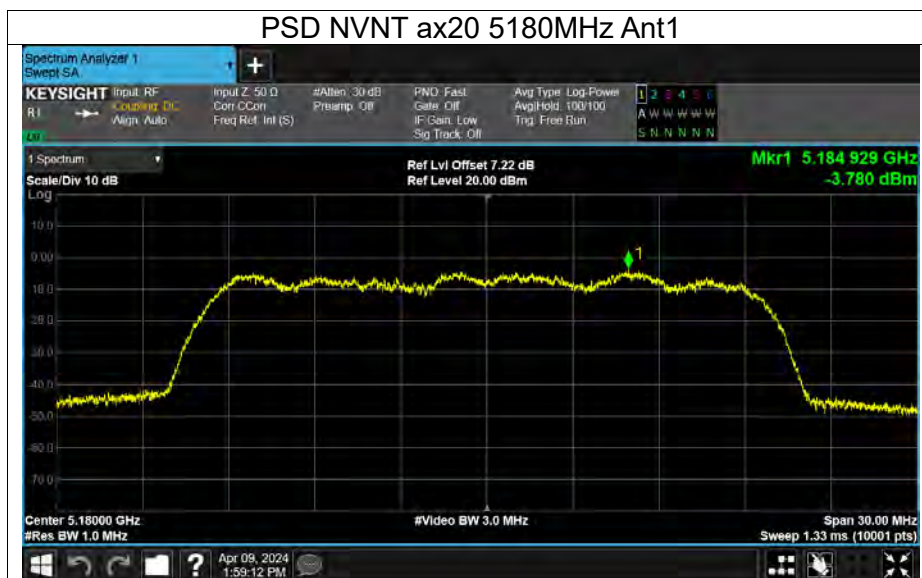 PSD NVNT ax20 5180MHz Ant1
Spectrum Analyzer 1
Swept SA
+
KEYSIGHT Input: RF
RL
Coupling: DC
Align: Auto
Input Z: 50 Ω
Corr CCorr
Freq Ref: Int (S)
#Atten: 30 dB
Preamp: Off
PNO: Fast
Gate: Off
IF Gain: Low
Sig Track: Off
Avg Type: Log-Power
Avg|Hold: 100/100
Trig: Free Run
1 2 3 4 5 6
A W W W W W
S N N N N N
1 Spectrum
Scale/Div 10 dB
Log
Ref Lvl Offset 7.22 dB
Ref Level 20.00 dBm
Mkr1 5.184 929 GHz
-3.780 dBm
10.0
0.00
-10.0
-20.0
-30.0
-40.0
-50.0
-60.0
-70.0
1
Center 5.18000 GHz
#Res BW 1.0 MHz
#Video BW 3.0 MHz
Span 30.00 MHz
Sweep 1.33 ms (10001 pts)
?
Apr 09, 2024
1:59:12 PM